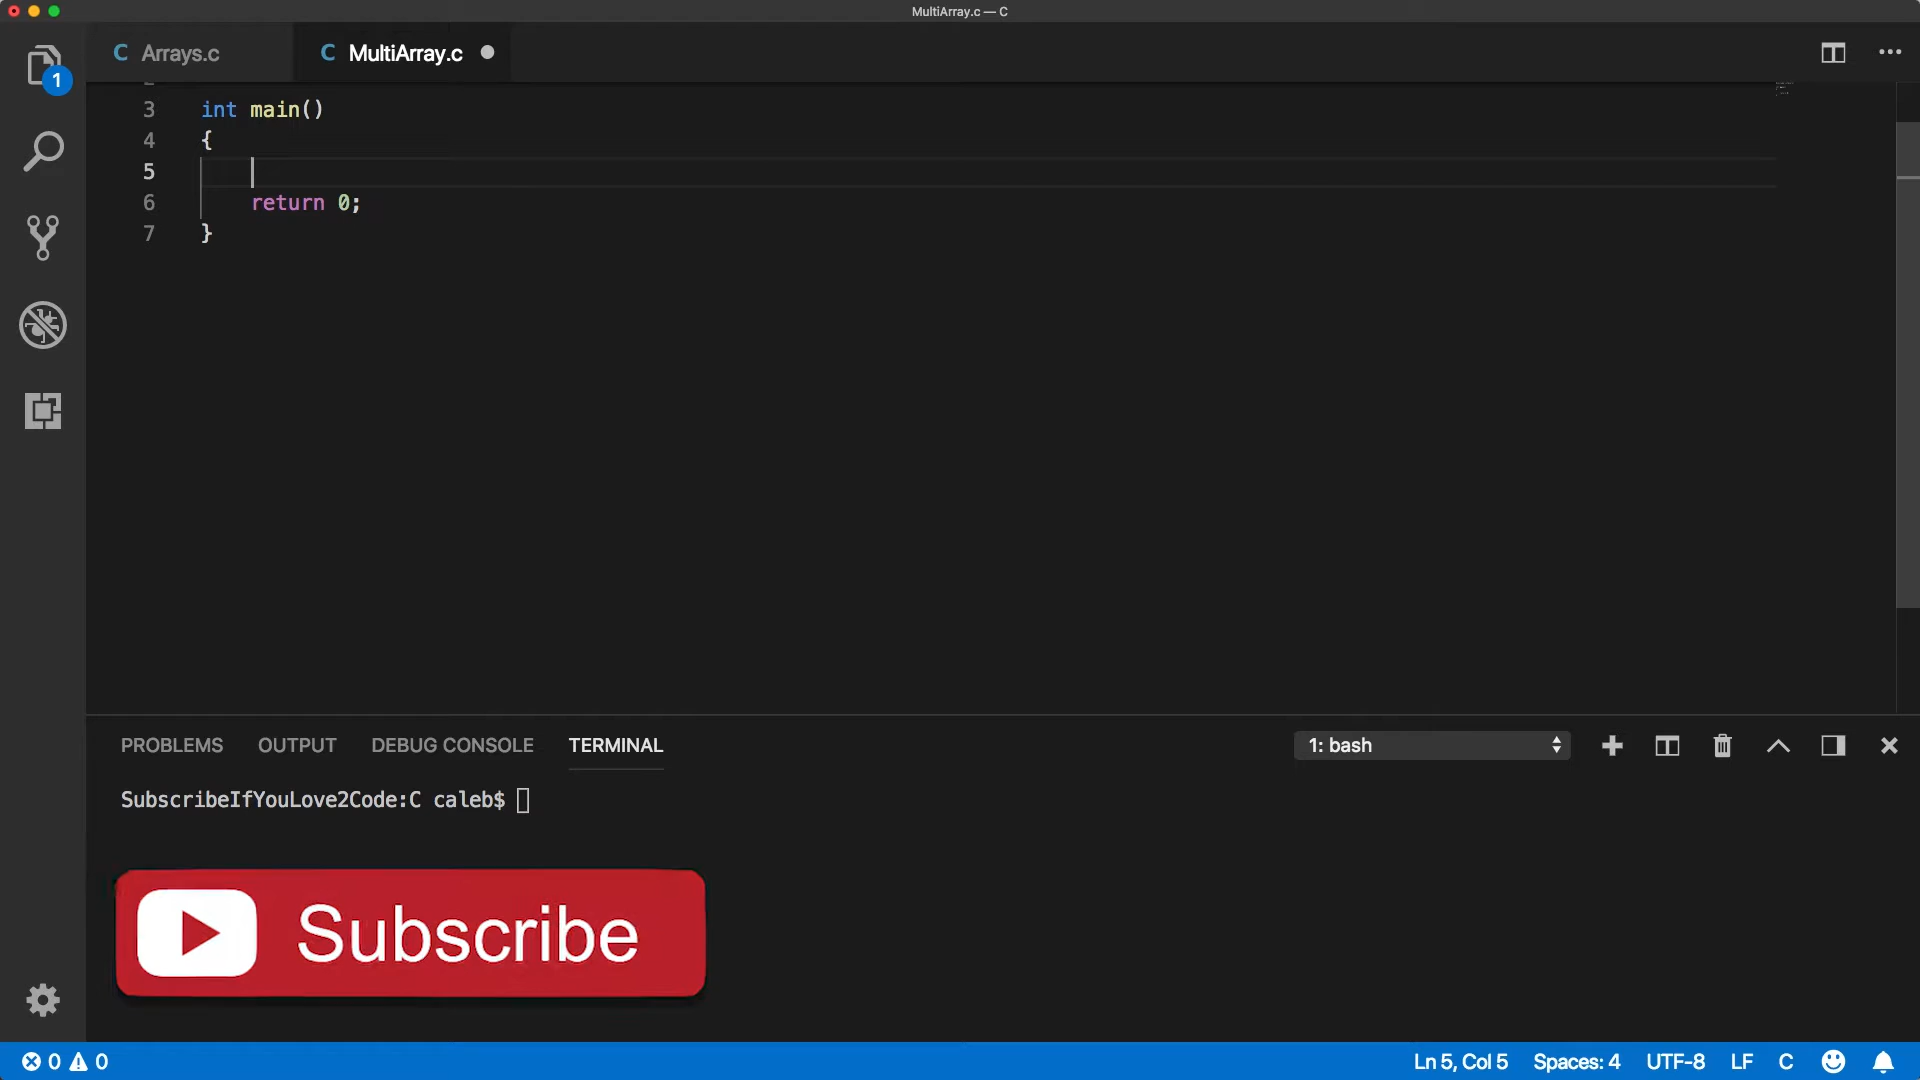 MultiArray.c — C
C Arrays.c
C MultiArray.c
1
3 int main()
4 {
5
6 return 0;
7 }
PROBLEMS OUTPUT DEBUG CONSOLE TERMINAL
1: bash
SubscribeIfYouLove2Code:C caleb$
Subscribe
0 0
Ln 5, Col 5 Spaces: 4 UTF-8 LF C